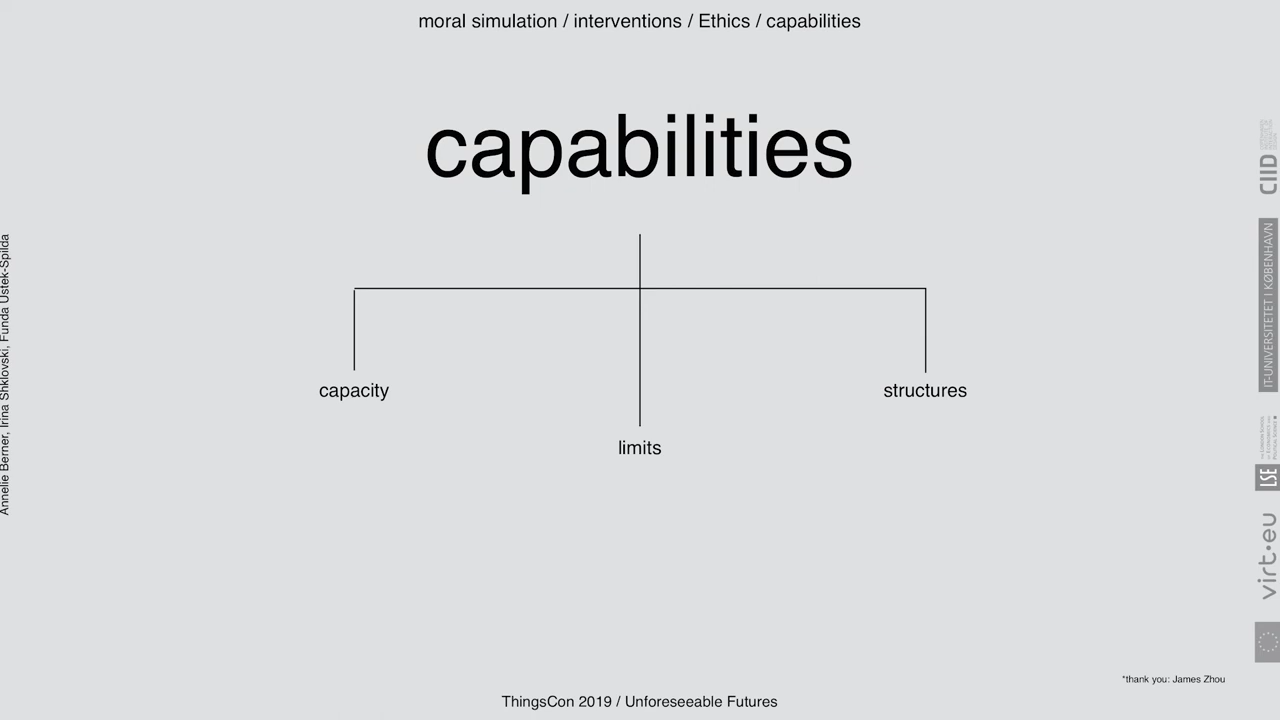 moral simulation / interventions / Ethics / capabilities
capabilities
capacity
structures
limits
Annelie Berner, Irina Shklovski, Funda Ustek-Spilda
CIID
IT-UNIVERSITETET I KØBENHAVN
LSE
virt•eu
*thank you: James Zhou
ThingsCon 2019 / Unforeseeable Futures